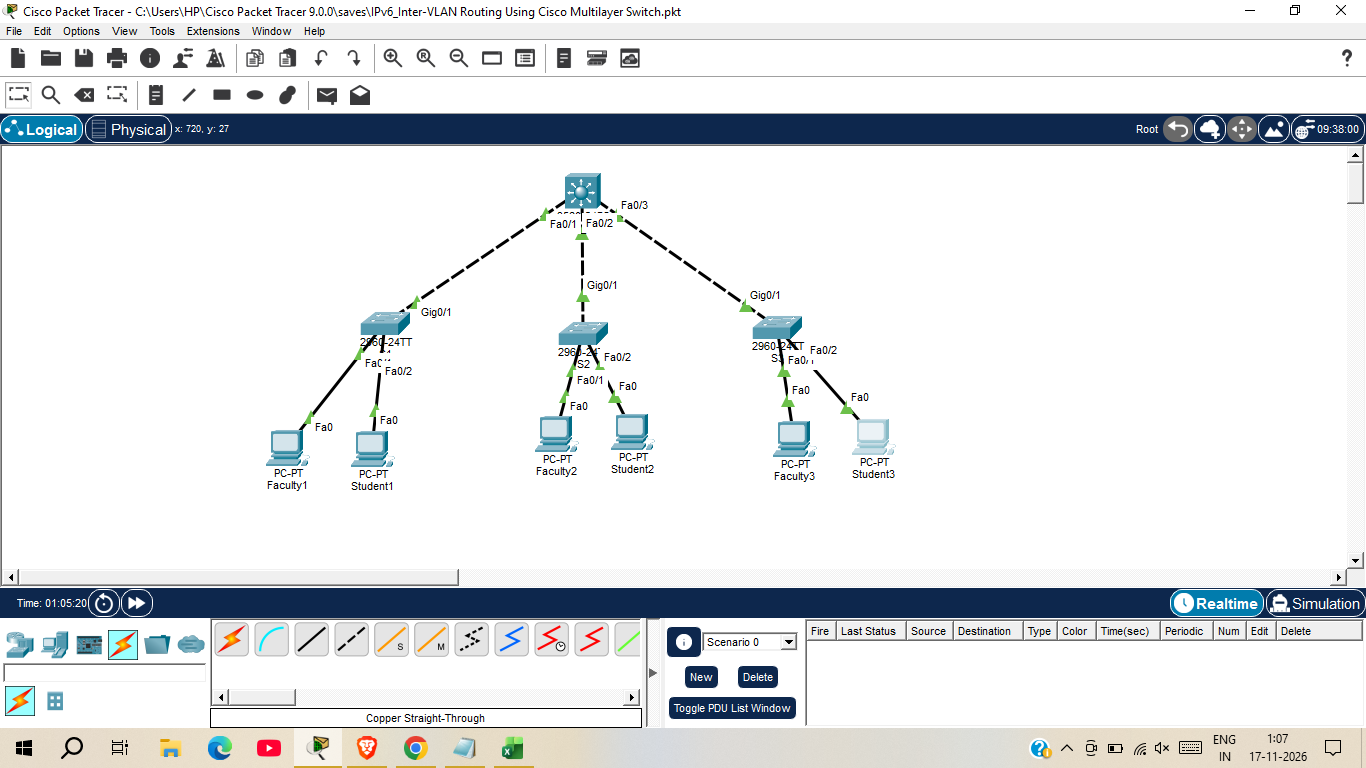 Cisco Packet Tracer - C:\Users\HP\Cisco Packet Tracer 9.0.0\saves\IPv6_Inter-VLAN Routing Using Cisco Multilayer Switch.pkt
File Edit Options View Tools Extensions Window Help
Logical Physical x: 720, y: 27 Root 09:38:00
Fa0/3
Fa0/1 Fa0/2
Gig0/1
Gig0/1
Gig0/1
2960-24TT
Fa0/2
2960-24
S2
Fa0/2
Fa0/1
2960-24TT
Fa0/2
Fa0
Fa0
Fa0
Fa0
Fa0
Fa0
PC-PT
Faculty1
PC-PT
Student1
PC-PT
Faculty2
PC-PT
Student2
PC-PT
Faculty3
PC-PT
Student3
Time: 01:05:20 Realtime Simulation
S M
Copper Straight-Through
Scenario 0
New Delete
Toggle PDU List Window
Fire Last Status Source Destination Type Color Time(sec) Periodic Num Edit Delete
ENG
IN
1:07
17-11-2026